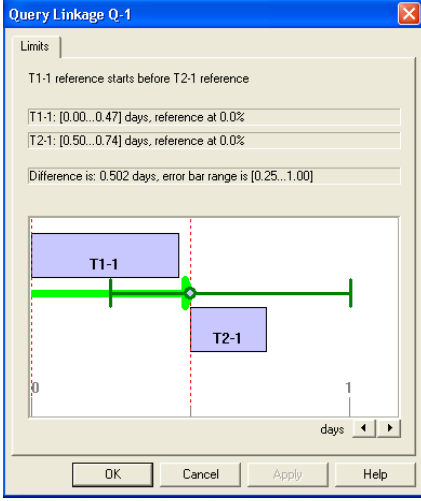 Query Linkage Q-1
Limits
T1-1 reference starts before T2-1 reference
T1-1: [0.00...0.47] days, reference at 0.0%
T2-1: [0.50...0.74] days, reference at 0.0%
Difference is: 0.502 days, error bar range is [0.25...1.00]
T1-1
T2-1
0 1
days
OK Cancel Apply Help